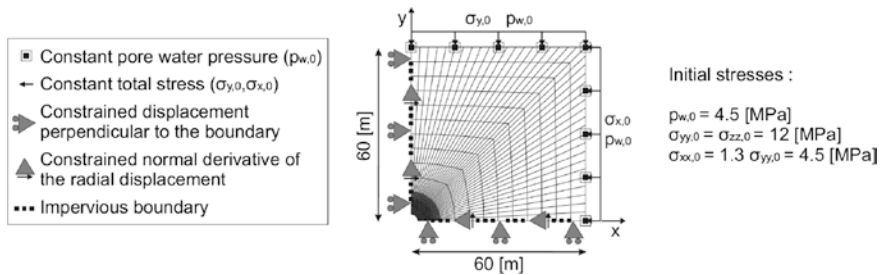 Constant pore water pressure (pw,0)
Constant total stress (σy,0,σx,0)
Constrained displacement
perpendicular to the boundary
Constrained normal derivative of
the radial displacement
Impervious boundary
y
σy,0 pw,0
60 [m]
σx,0
pw,0
x
60 [m]
Initial stresses :
pw,0 = 4.5 [MPa]
σyy,0 = σzz,0 = 12 [MPa]
σxx,0 = 1.3 σyy,0 = 4.5 [MPa]